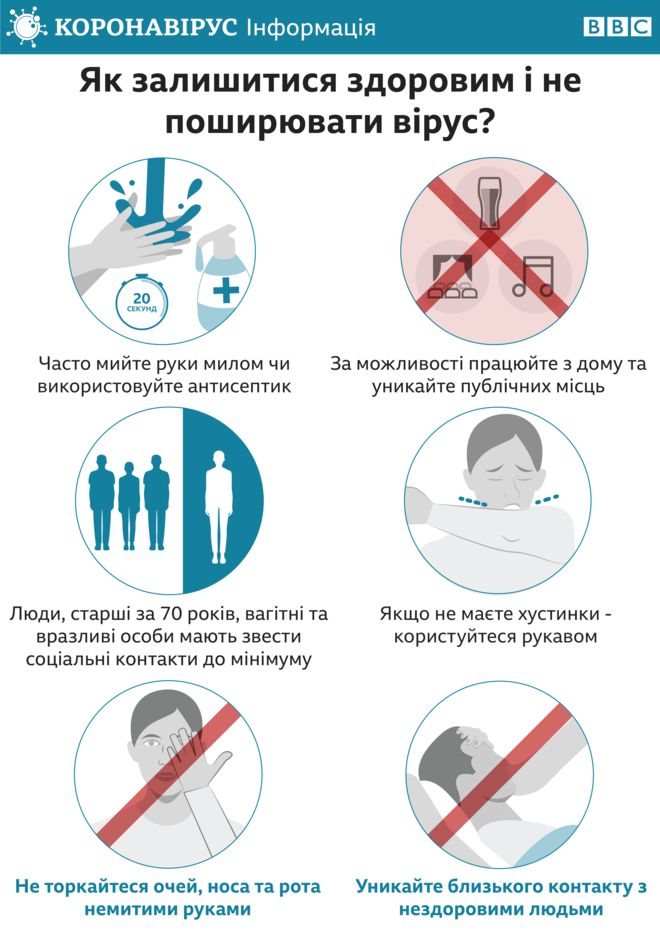 КОРОНАВІРУС Інформація
BBC
Як залишитися здоровим і не
поширювати вірус?
20
СЕКУНД
Часто мийте руки милом чи
використовуйте антисептик
За можливості працюйте з дому та
уникайте публічних місць
Люди, старші за 70 років, вагітні та
вразливі особи мають звести
соціальні контакти до мінімуму
Якщо не маєте хустинки -
користуйтеся рукавом
Не торкайтеся очей, носа та рота
немитими руками
Уникайте близького контакту з
нездоровими людьми